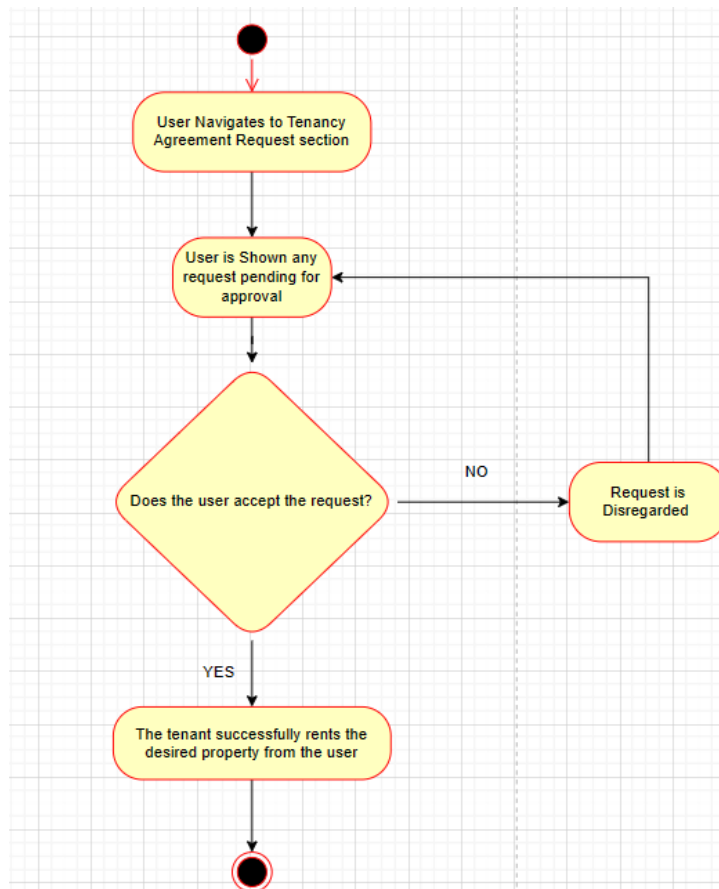 User Navigates to Tenancy
Agreement Request section
User is Shown any
request pending for
approval
Does the user accept the request?
NO
Request is
Disregarded
YES
The tenant successfully rents the
desired property from the user